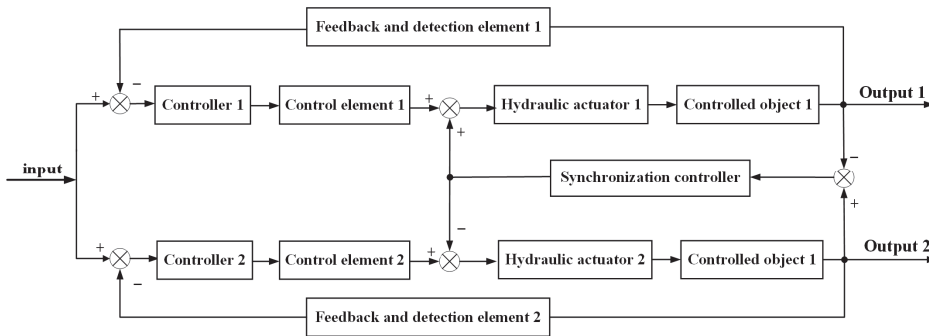 Feedback and detection element 1
−
+
Controller 1
Control element 1
+
+
Hydraulic actuator 1
Controlled object 1
Output 1
input
Synchronization controller
−
+
−
+
Controller 2
Control element 2
+
Hydraulic actuator 2
Controlled object 1
Output 2
−
Feedback and detection element 2